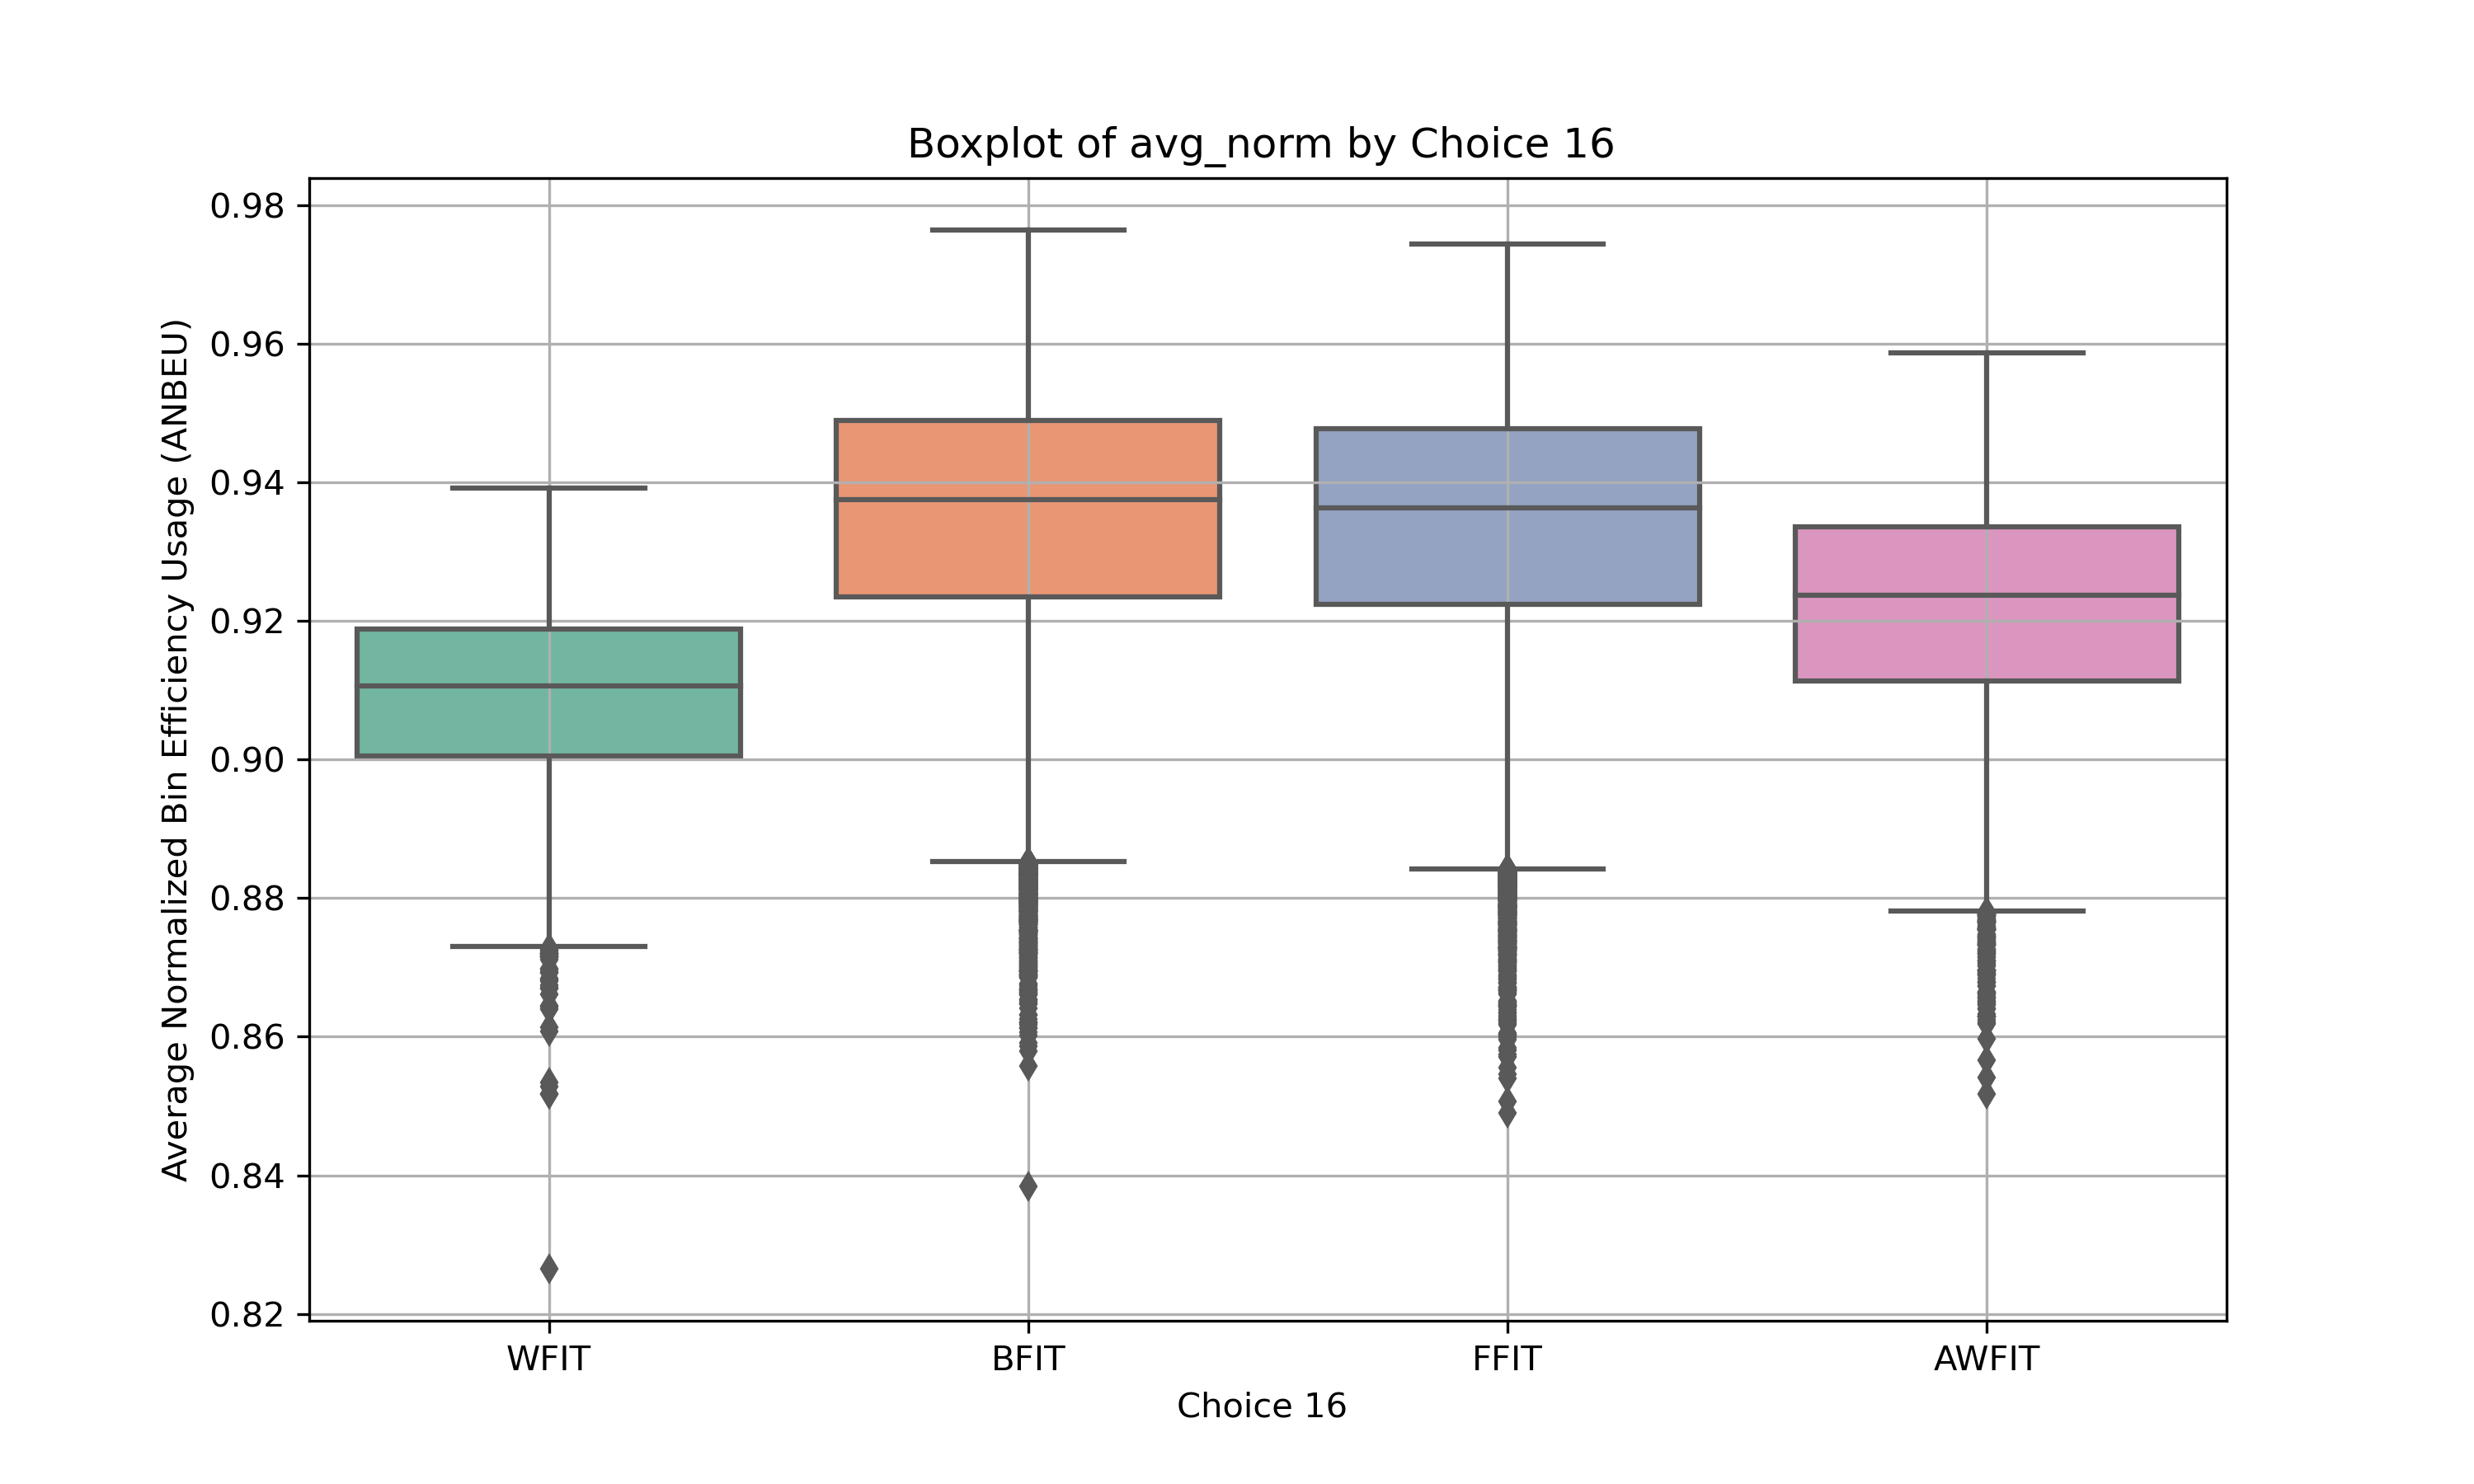 Boxplot of avg_norm by Choice 16
Average Normalized Bin Efficiency Usage (ANBEU)
0.98
0.96
0.94
0.92
0.90
0.88
0.86
0.84
0.82
WFIT BFIT FFIT AWFIT
Choice 16